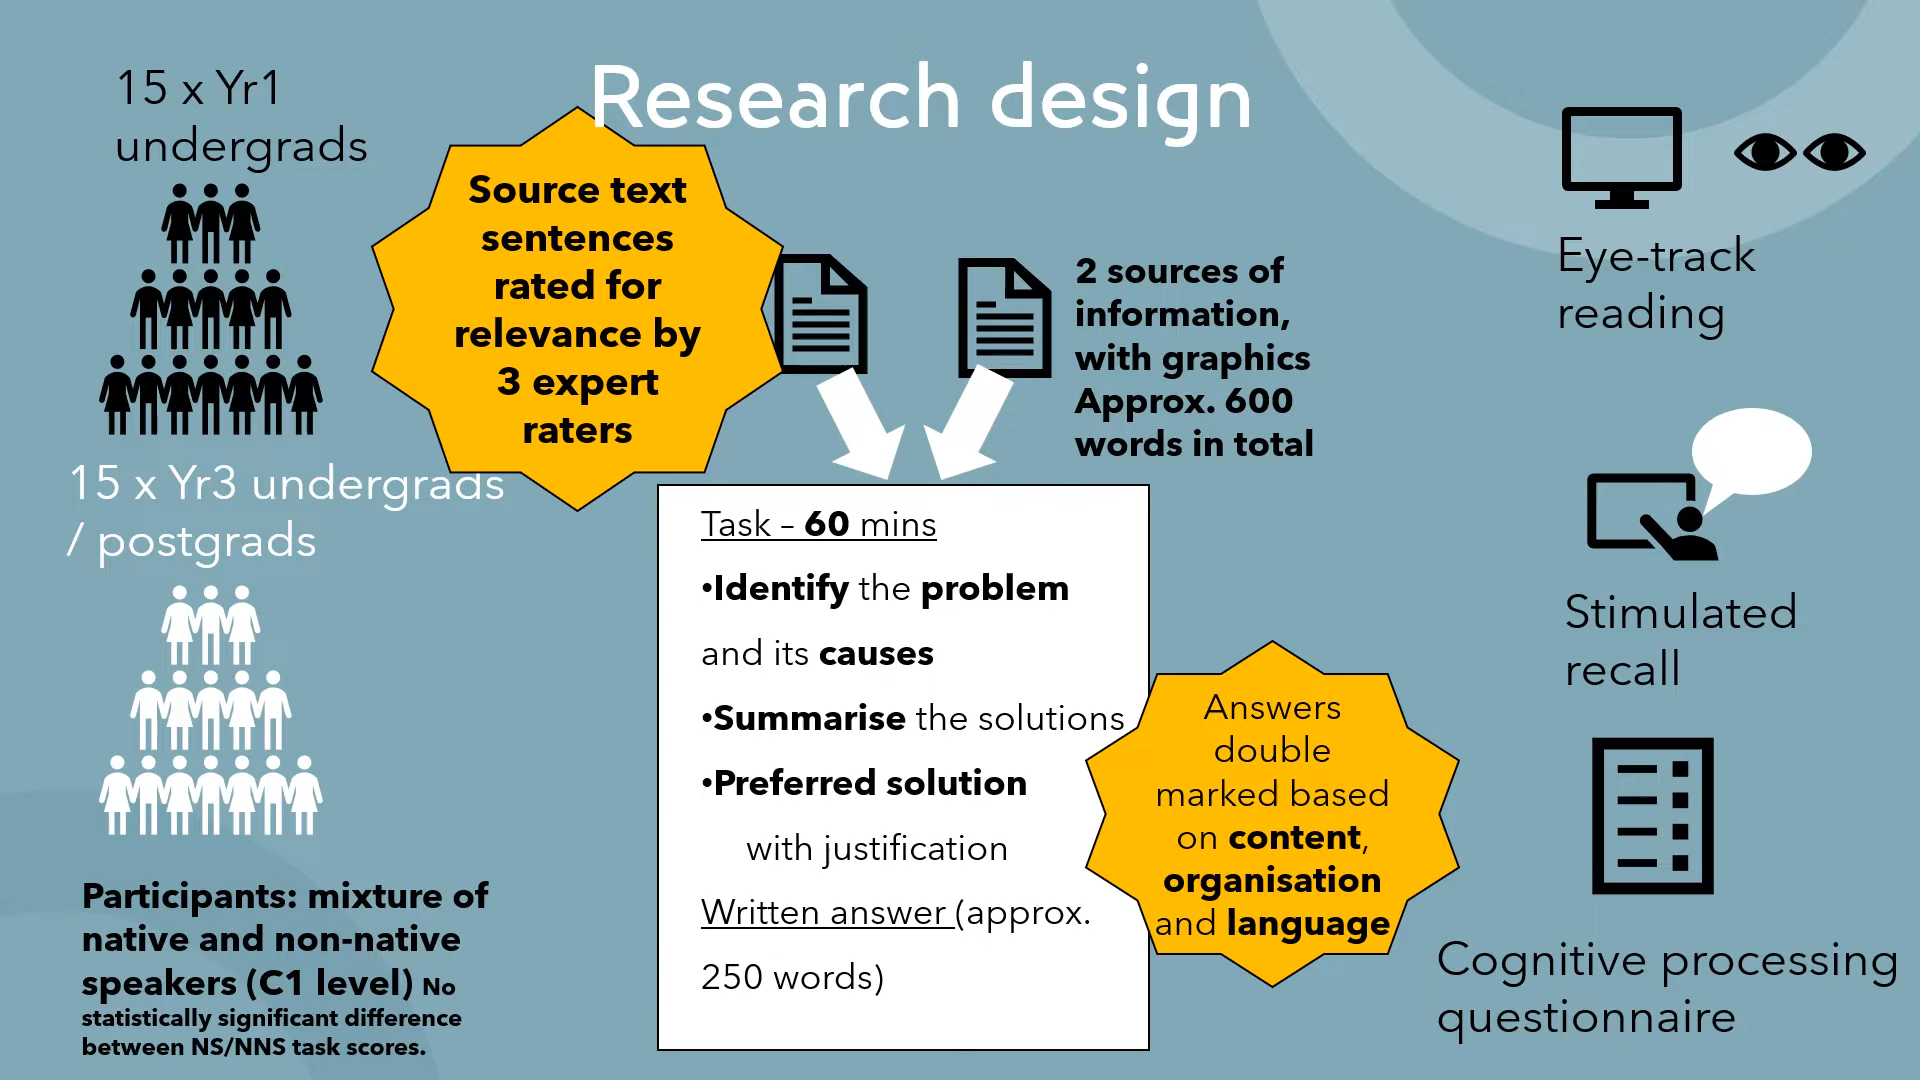 Research design
15 x Yr1
undergrads
15 x Yr3 undergrads
/ postgrads
Participants: mixture of
native and non-native
speakers (C1 level) No
statistically significant difference
between NS/NNS task scores.
Source text
sentences
rated for
relevance by
3 expert
raters
2 sources of
information,
with graphics
Approx. 600
words in total
Task – 60 mins
•Identify the problem
and its causes
•Summarise the solutions
•Preferred solution
with justification
Written answer (approx.
250 words)
Answers
double
marked based
on content,
organisation
and language
Eye-track
reading
Stimulated
recall
Cognitive processing
questionnaire